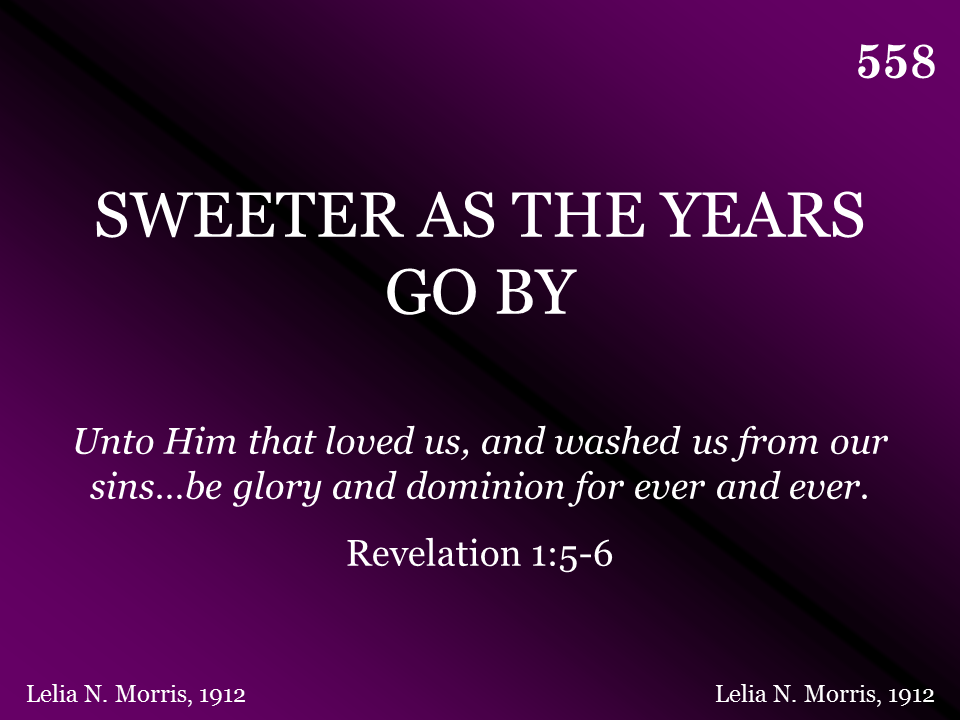 558
SWEETER AS THE YEARS
GO BY
Unto Him that loved us, and washed us from our
sins…be glory and dominion for ever and ever.
Revelation 1:5-6
Lelia N. Morris, 1912
Lelia N. Morris, 1912